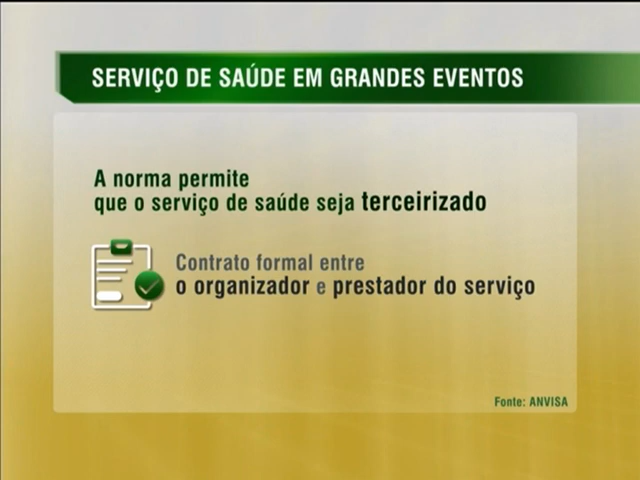 SERVIÇO DE SAÚDE EM GRANDES EVENTOS
A norma permite
que o serviço de saúde seja terceirizado
Contrato formal entre
o organizador e prestador do serviço
Fonte: ANVISA